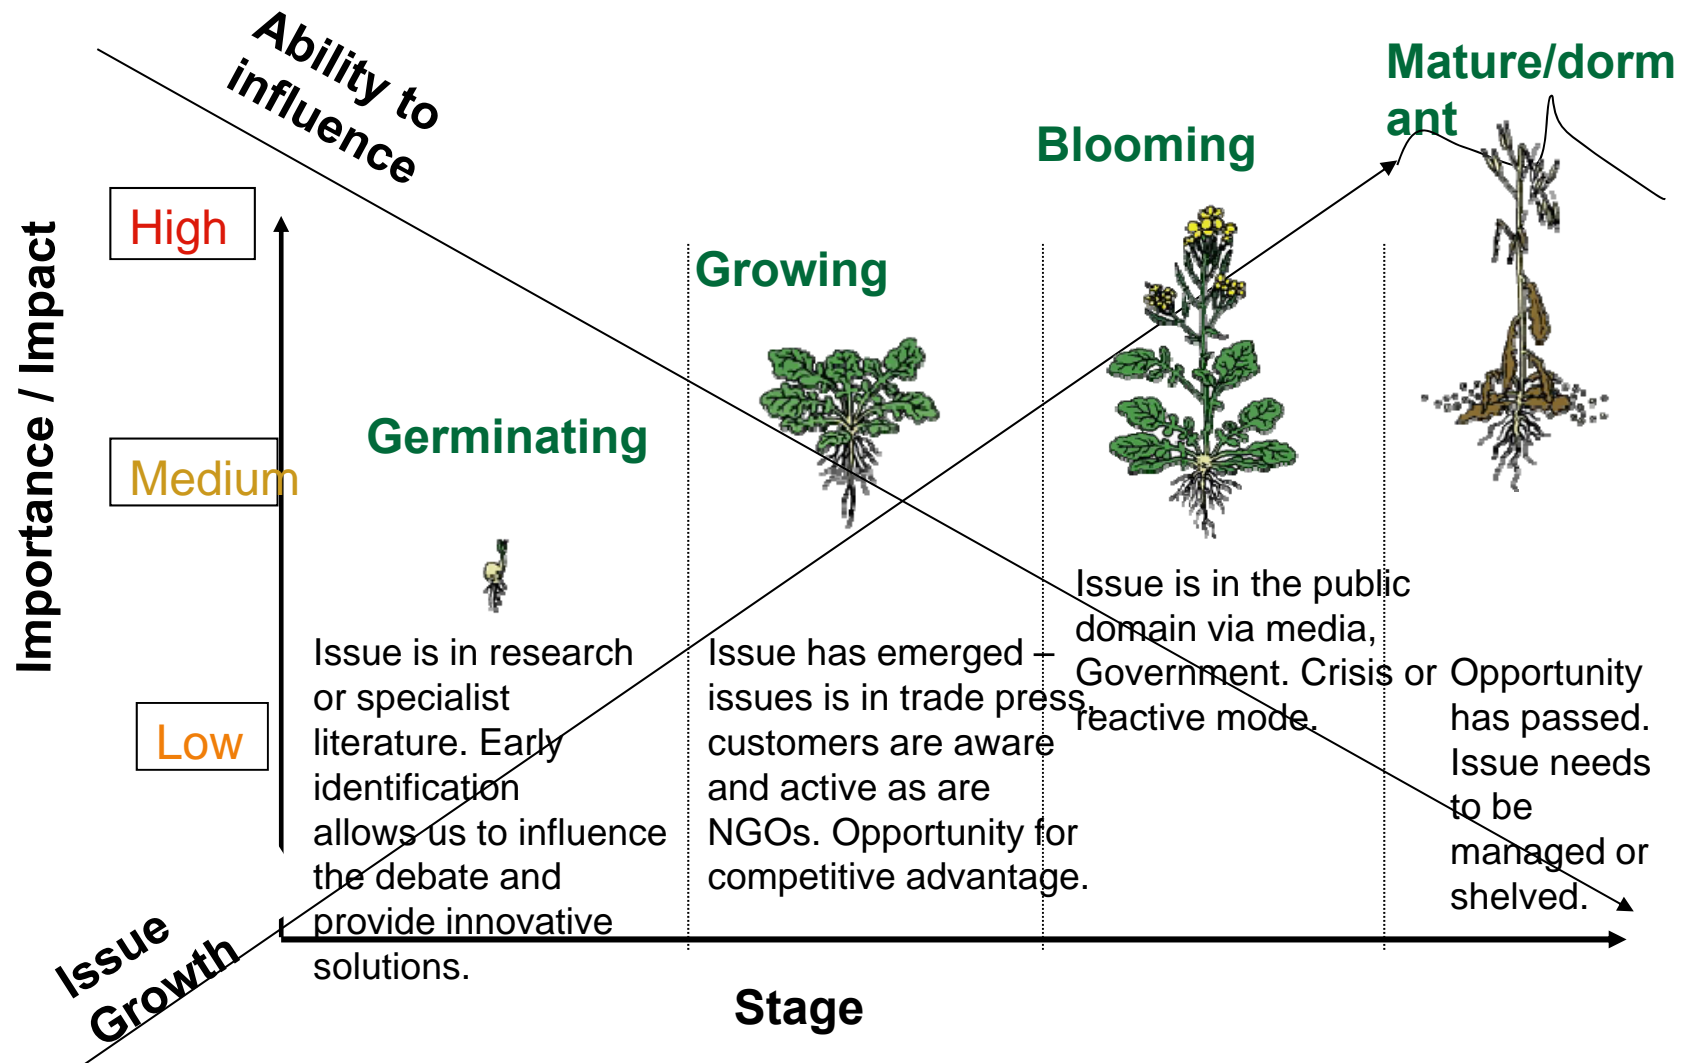 Ability to
influence
Mature/dorm
ant
Blooming
High
Growing
Importance / Impact
Germinating
Medium
Low
Issue is in research
or specialist
literature. Early
identification
allows us to influence
the debate and
provide innovative
solutions.
Issue has emerged –
issues is in trade press,
customers are aware
and active as are
NGOs. Opportunity for
competitive advantage.
Issue is in the public
domain via media,
Government. Crisis or
reactive mode.
Opportunity
has passed.
Issue needs
to be
managed or
shelved.
Issue
Growth
Stage